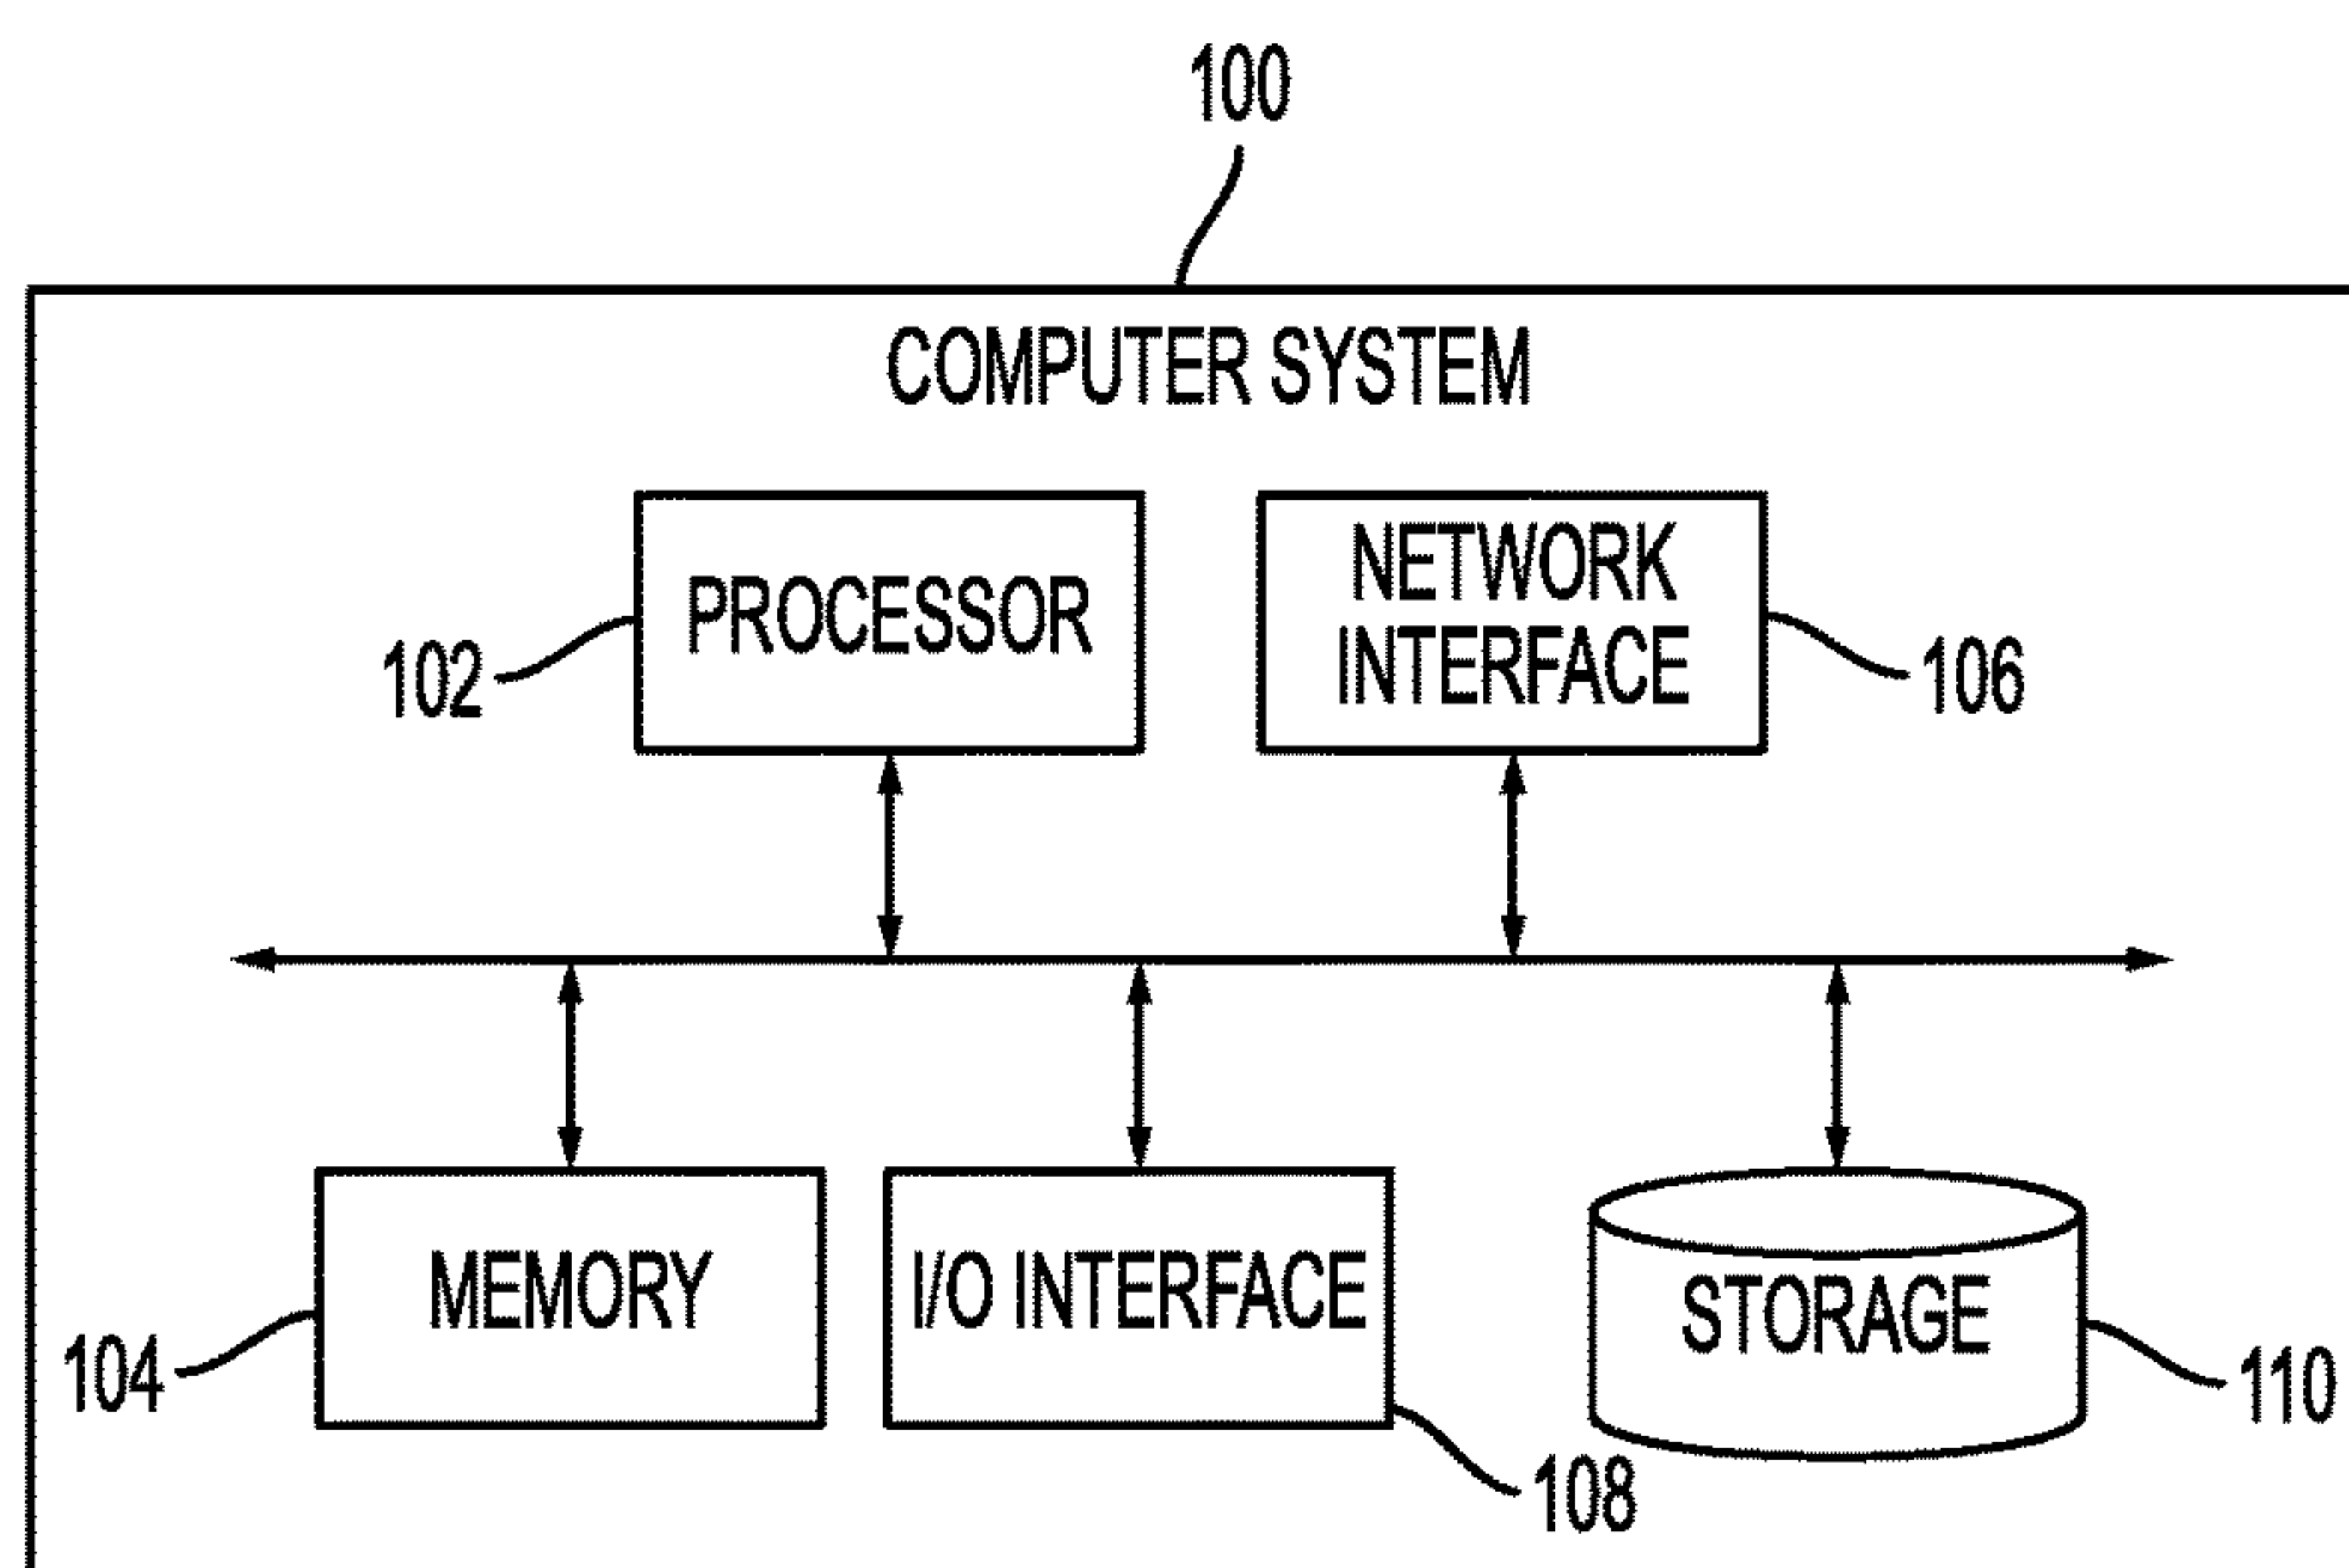 100
COMPUTER SYSTEM
PROCESSOR
NETWORK
INTERFACE
102
106
MEMORY
I/O INTERFACE
STORAGE
104
110
108